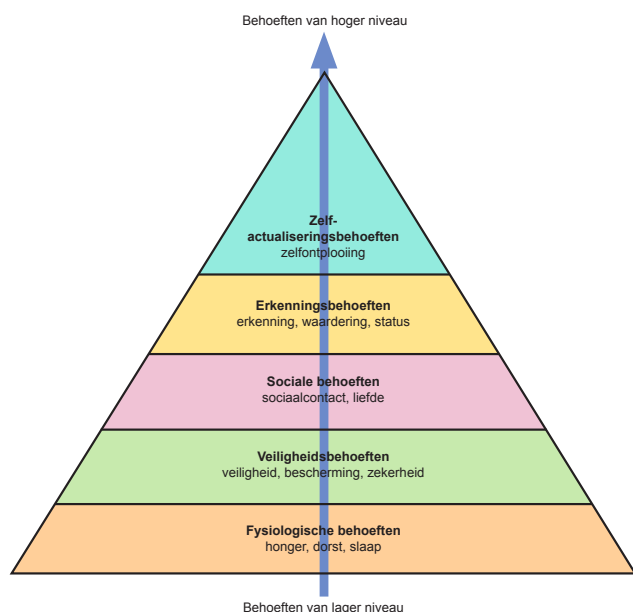 Behoeften van hoger niveau
Zelf-
actualiseringsbehoeften
zelfontplooiing
Erkenningsbehoeften
erkenning, waardering, status
Sociale behoeften
sociaalcontact, liefde
Veiligheidsbehoeften
veiligheid, bescherming, zekerheid
Fysiologische behoeften
honger, dorst, slaap
Behoeften van lager niveau